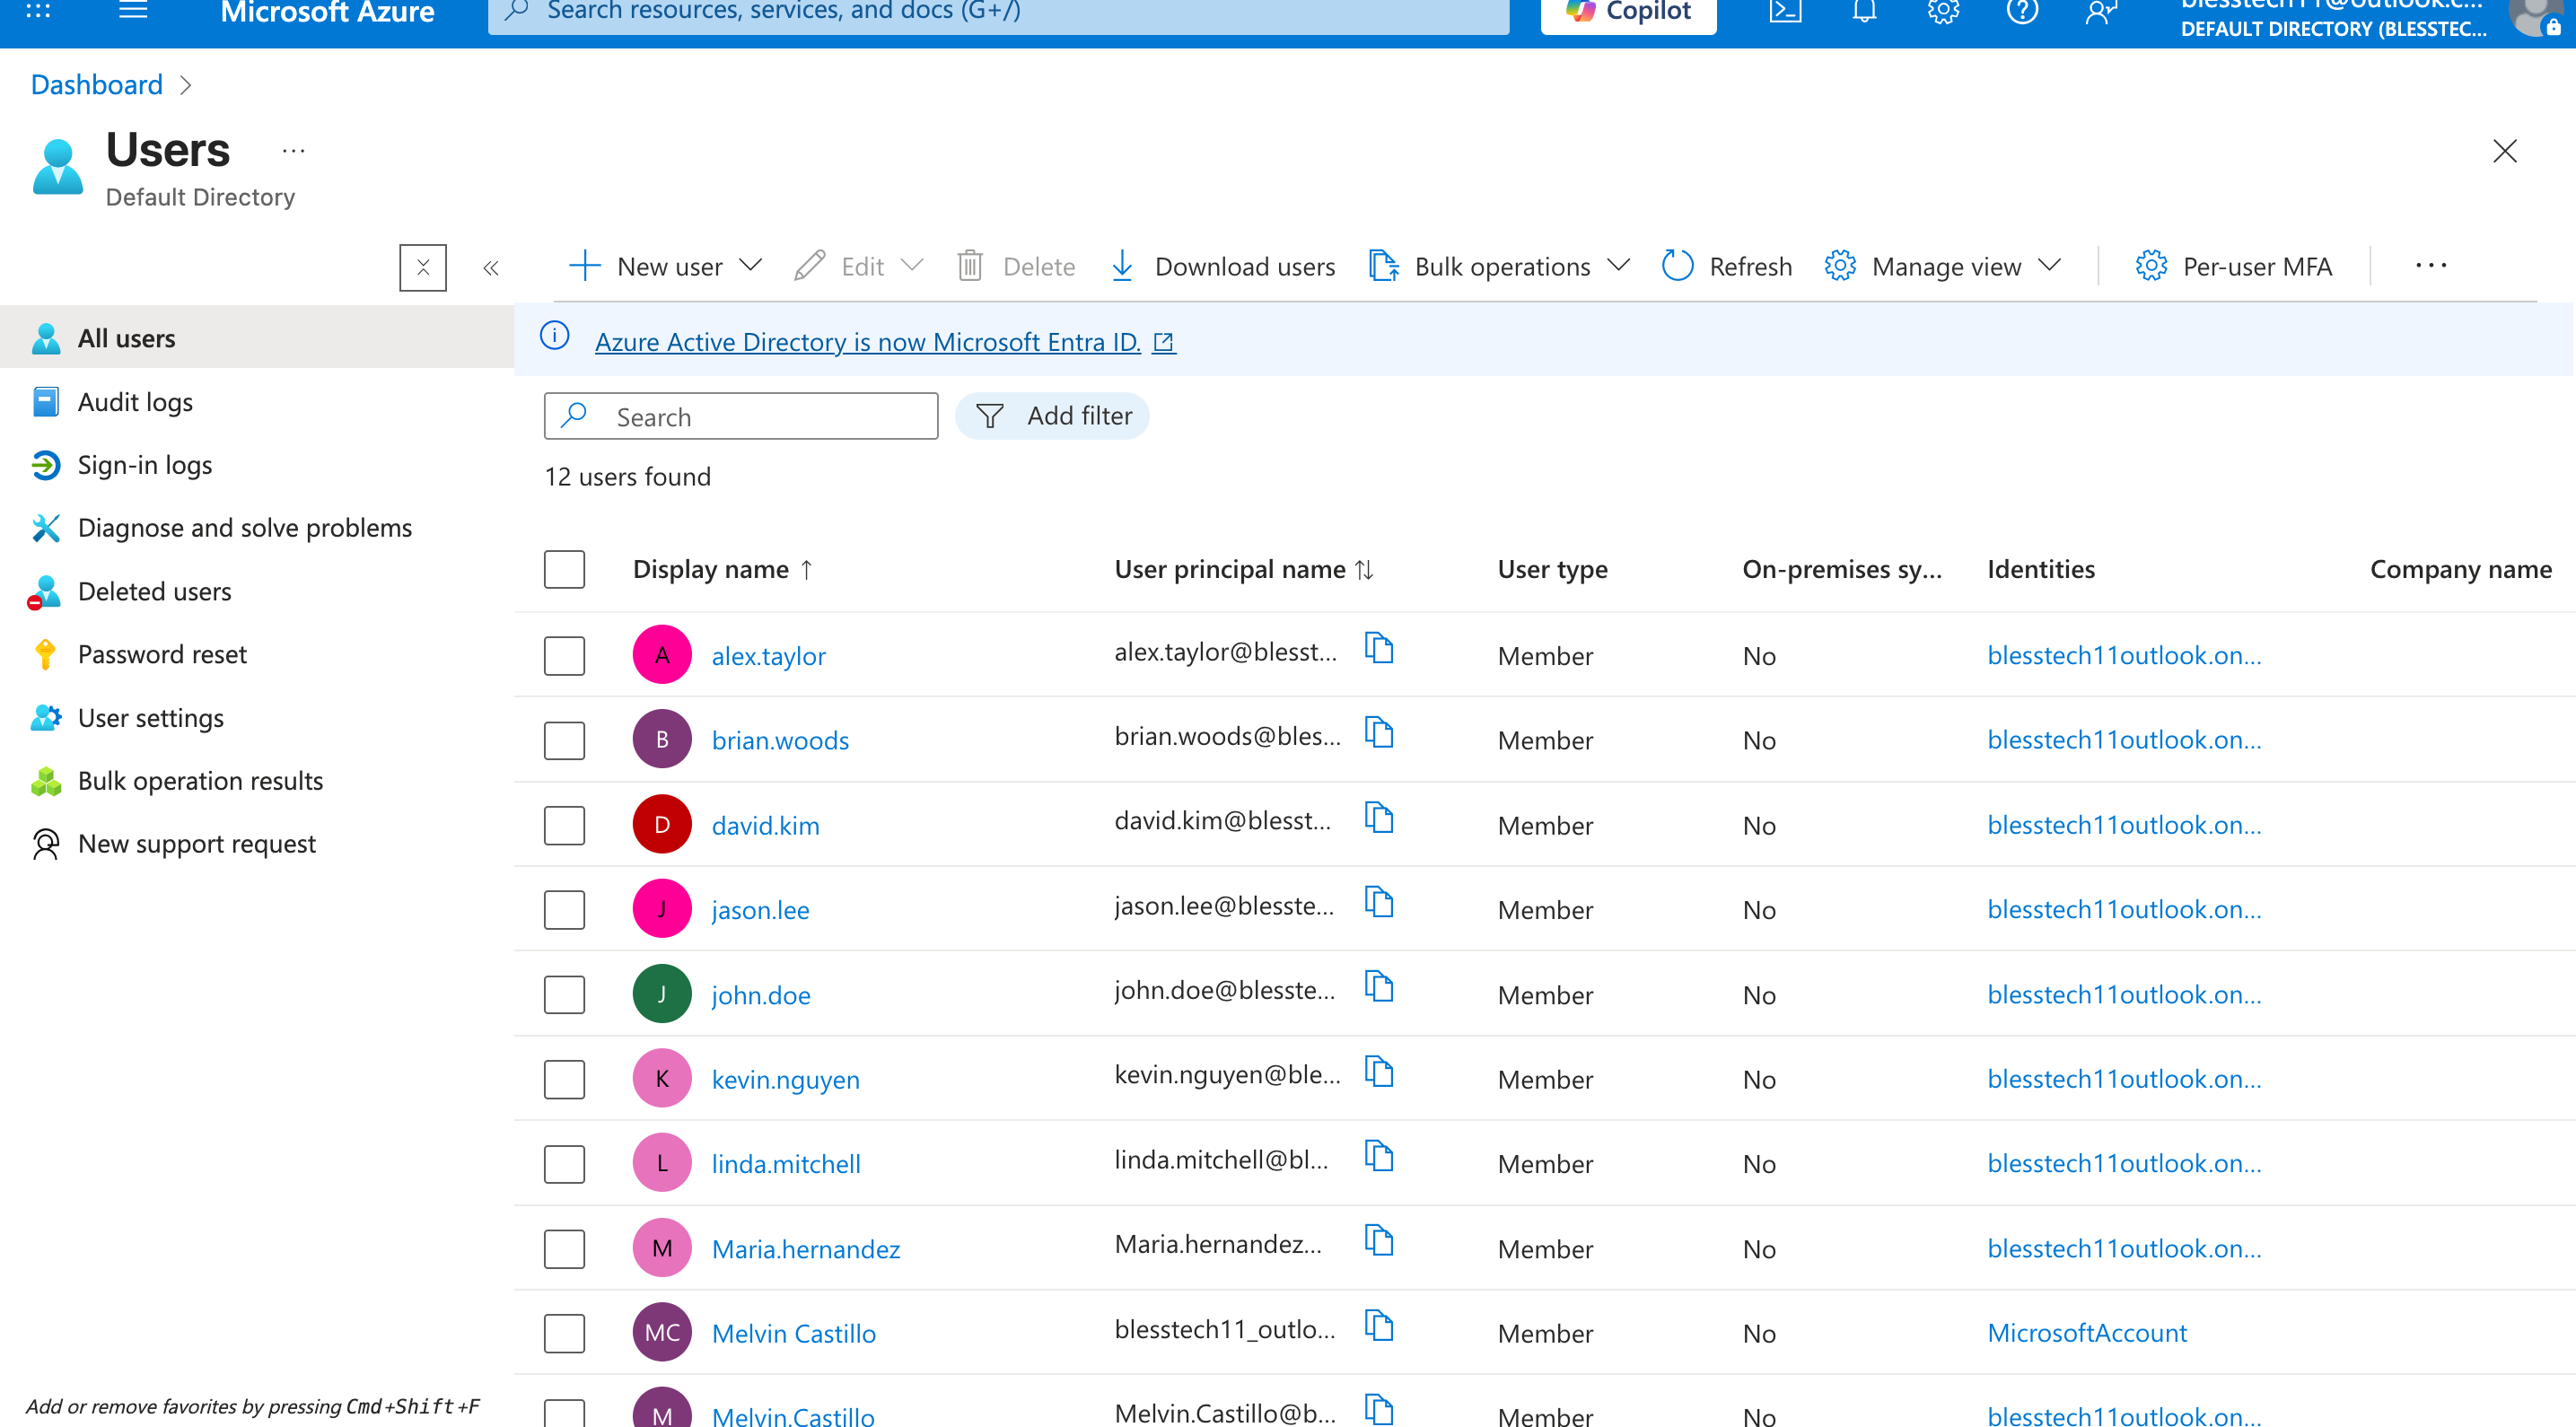 Microsoft Azure
Search resources, services, and docs (G+/)
Copilot
blesstech11@outlook.c...
DEFAULT DIRECTORY (BLESSTEC...
Dashboard
Users
...
Default Directory
New user
Edit
Delete
Download users
Bulk operations
Refresh
Manage view
Per-user MFA
...
All users
Audit logs
Sign-in logs
Diagnose and solve problems
Deleted users
Password reset
User settings
Bulk operation results
New support request
Azure Active Directory is now Microsoft Entra ID.
Search
Add filter
12 users found
Display name ↑ User principal name ↑↓ User type On-premises sy... Identities Company name
A alex.taylor alex.taylor@blesst... Member No blesstech11outlook.on...
B brian.woods brian.woods@bles... Member No blesstech11outlook.on...
D david.kim david.kim@blesst... Member No blesstech11outlook.on...
J jason.lee jason.lee@blesste... Member No blesstech11outlook.on...
J john.doe john.doe@blesste... Member No blesstech11outlook.on...
K kevin.nguyen kevin.nguyen@ble... Member No blesstech11outlook.on...
L linda.mitchell linda.mitchell@bl... Member No blesstech11outlook.on...
M Maria.hernandez Maria.hernandez... Member No blesstech11outlook.on...
MC Melvin Castillo blesstech11_outlo... Member No MicrosoftAccount
M Melvin.Castillo Melvin.Castillo@b... Member No blesstech11outlook.on...
Add or remove favorites by pressing Cmd+Shift+F